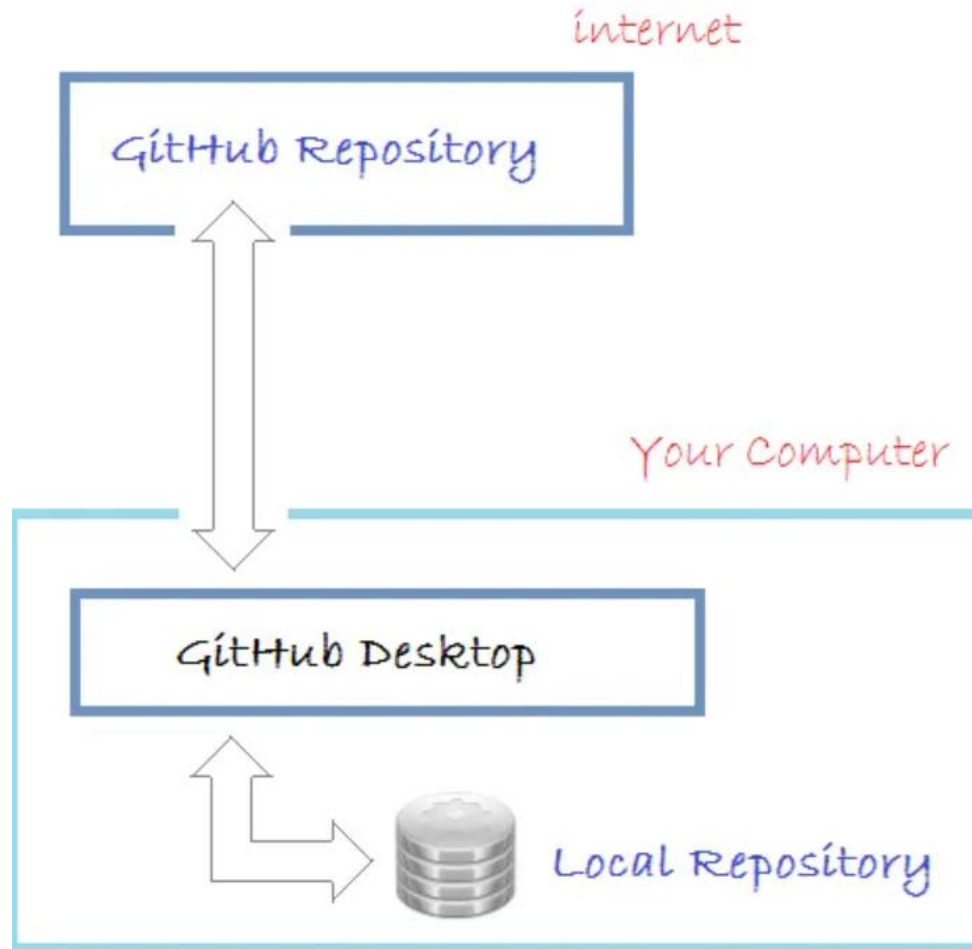 internet
GitHub Repository
Your Computer
GitHub Desktop
Local Repository